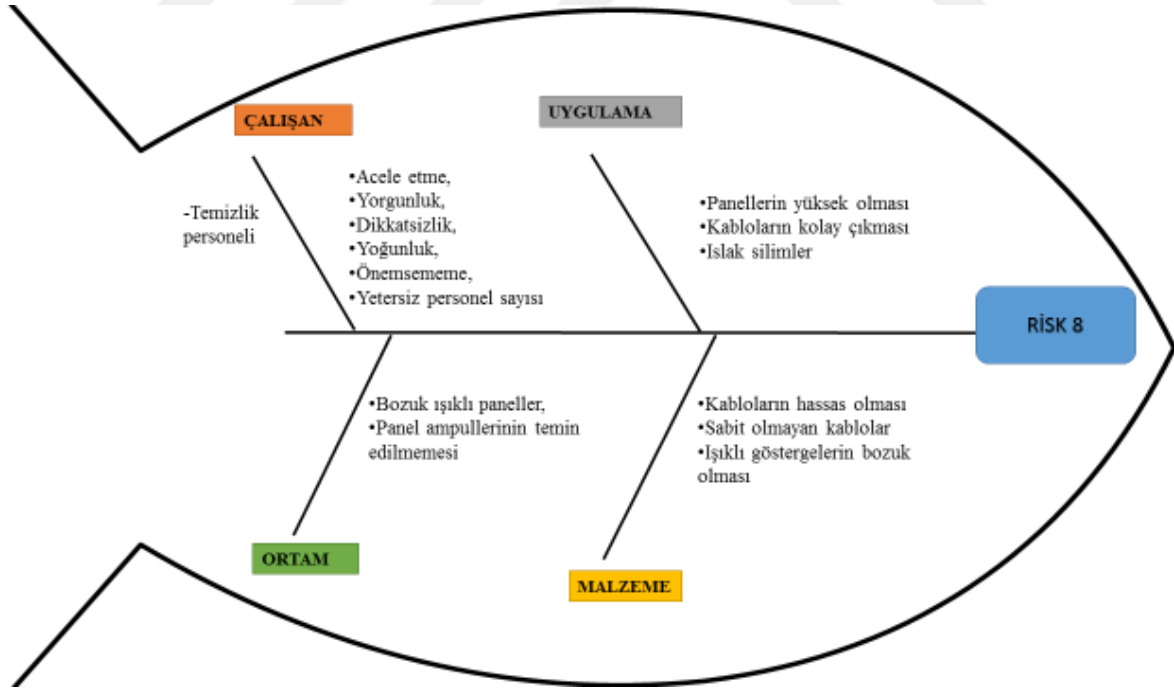 ÇALIŞAN
-Temizlik
personeli
•Acele etme,
•Yorgunluk,
•Dikkatsizlik,
•Yoğunluk,
•Önemsememe,
•Yetersiz personel sayısı
UYGULAMA
•Panellerin yüksek olması
•Kabloların kolay çıkması
•Islak silimler
RİSK 8
•Bozuk ışıklı paneller,
•Panel ampullerinin temin
edilmemesi
ORTAM
•Kabloların hassas olması
•Sabit olmayan kablolar
•Işıklı göstergelerin bozuk
olması
MALZEME